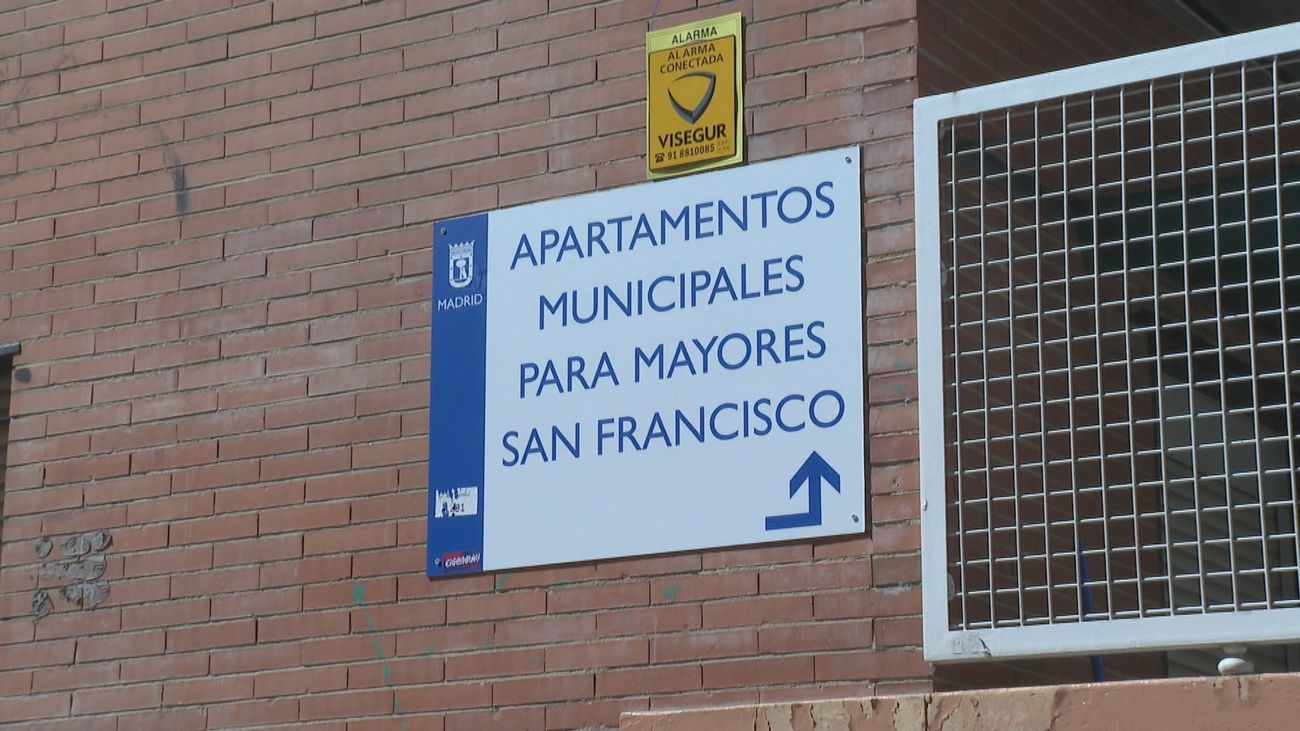 ALARMA
ALARMA
CONECTADA
VISEGUR
91 8810085
MADRID
APARTAMENTOS
MUNICIPALES
PARA MAYORES
SAN FRANCISCO